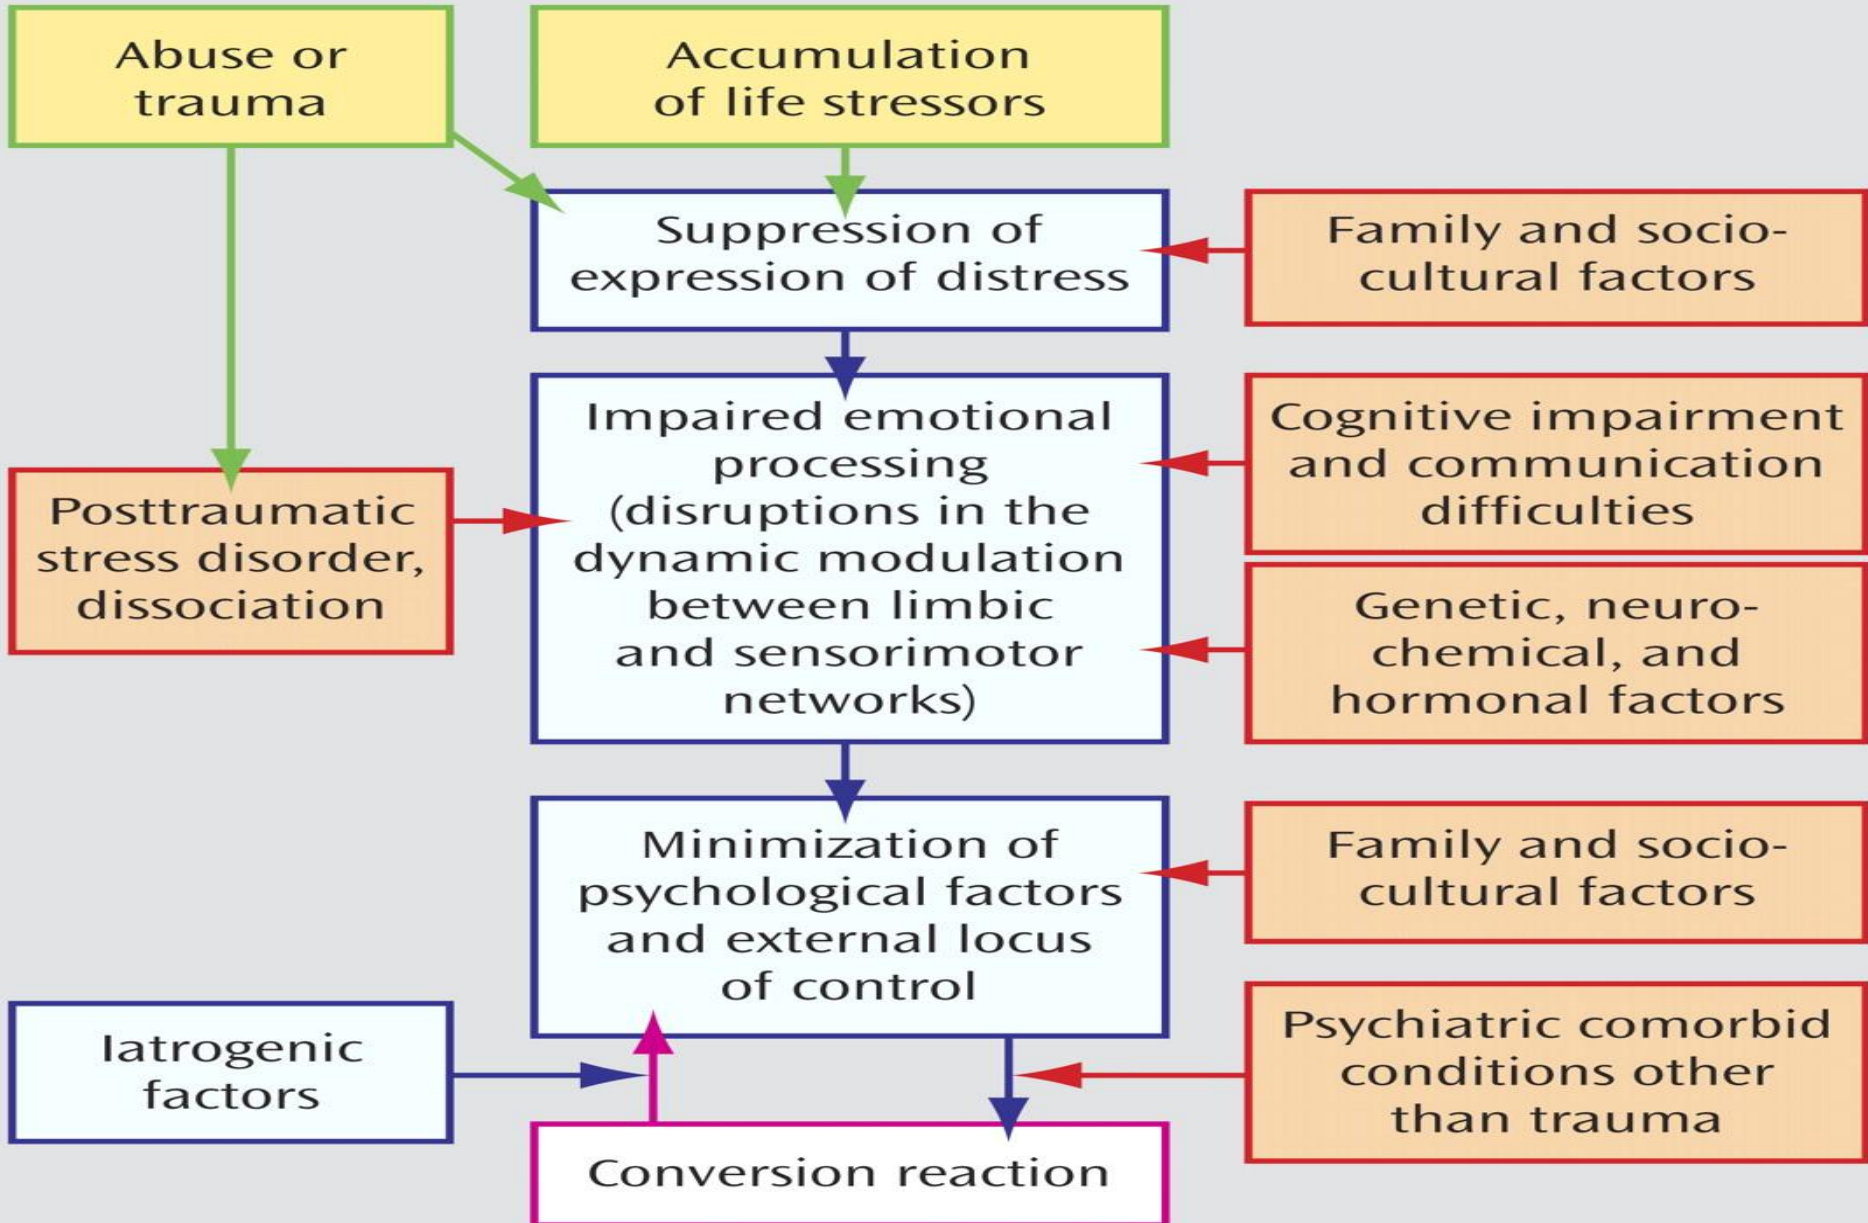 Abuse or
trauma
Accumulation
of life stressors
Suppression of
expression of distress
Family and socio-
cultural factors
Impaired emotional
processing
(disruptions in the
dynamic modulation
between limbic
and sensorimotor
networks)
Cognitive impairment
and communication
difficulties
Posttraumatic
stress disorder,
dissociation
Genetic, neuro-
chemical, and
hormonal factors
Minimization of
psychological factors
and external locus
of control
Family and socio-
cultural factors
Iatrogenic
factors
Psychiatric comorbid
conditions other
than trauma
Conversion reaction